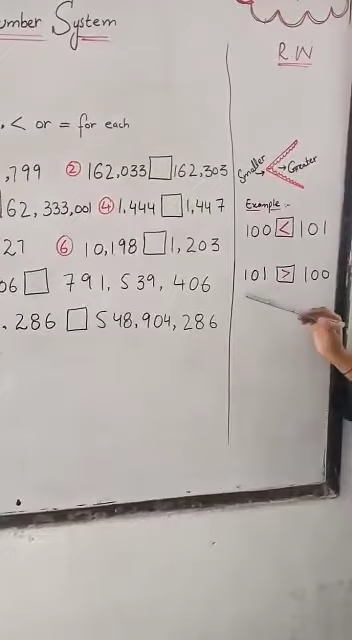 umber System
, < or = for each
,799 ② 162,033 □ 162,303
62,333,001 ④ 1,444 □ 1,447
27 ⑥ 10,198 □ 1,203
06 □ 791,539,406
.286 □ 548,904,286
R W
Smaller → < → Greater
Example :-
100 < 101
101 > 100